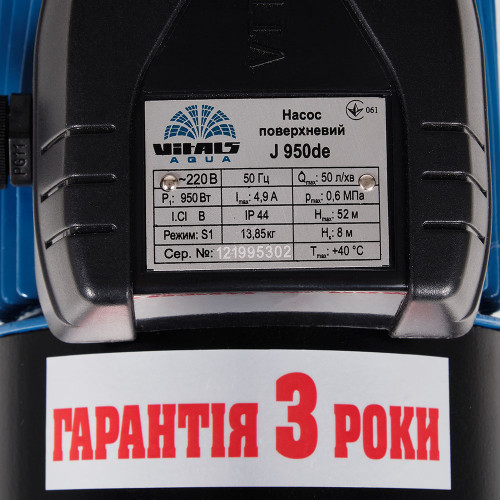 Насос
поверхневий
J 950de
061
Vitals
AQUA
~220 В 50 Гц Qmax: 50 л/хв
P1: 950 Вт Imax: 4,9 А pmax: 0,6 МПа
I.Cl B IP 44 Hmax: 52 м
Режим: S1 13,85кг Hs: 8 м
Сер. №: 121995302 Tmax: +40 °C
PG11
ГАРАНТІЯ 3 РОКИ